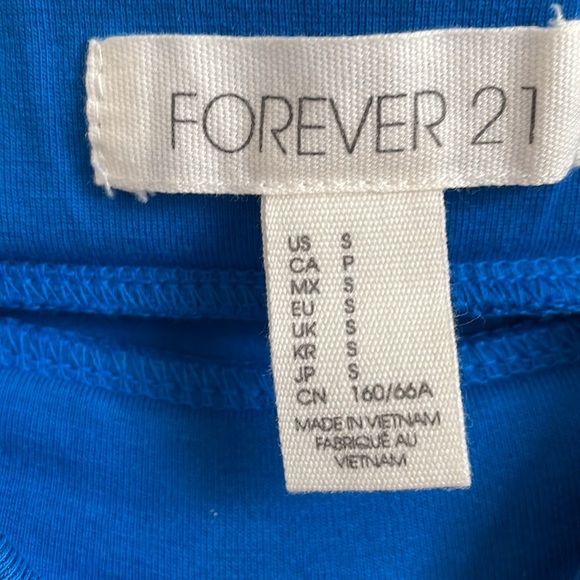 FOREVER 21
US S
CA P
MX S
EU S
UK S
KR S
JP S
CN 160/66A
MADE IN VIETNAM
FABRIQUÉ AU
VIETNAM